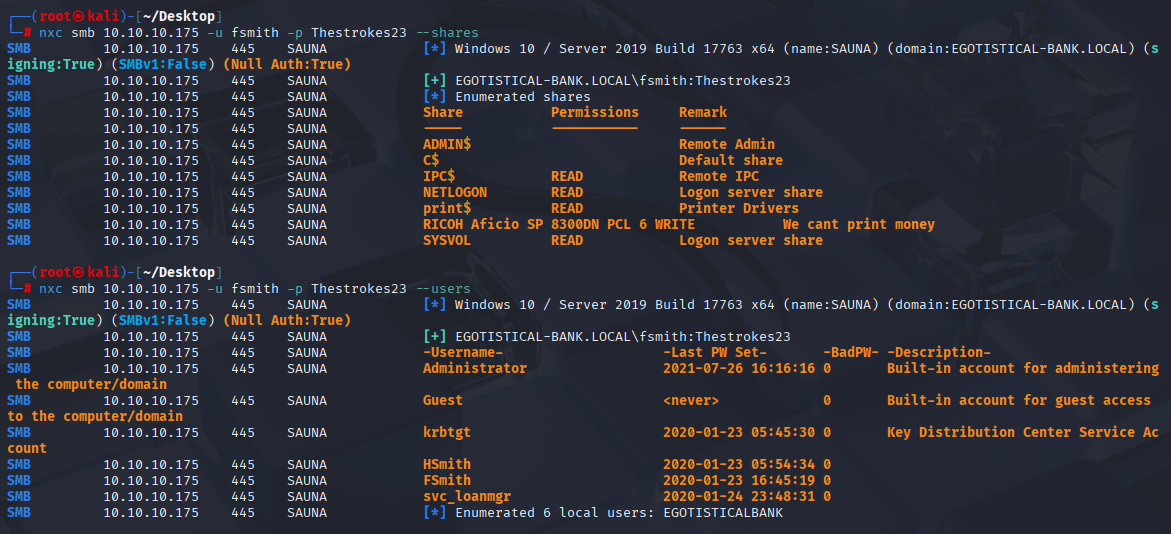 ┌──(root㉿kali)-[~/Desktop]
└─# nxc smb 10.10.10.175 -u fsmith -p Thestrokes23 --shares
SMB         10.10.10.175    445    SAUNA            [*] Windows 10 / Server 2019 Build 17763 x64 (name:SAUNA) (domain:EGOTISTICAL-BANK.LOCAL) (s
igning:True) (SMBv1:False) (Null Auth:True)
SMB         10.10.10.175    445    SAUNA            [+] EGOTISTICAL-BANK.LOCAL\fsmith:Thestrokes23
SMB         10.10.10.175    445    SAUNA            [*] Enumerated shares
SMB         10.10.10.175    445    SAUNA            Share           Permissions     Remark
SMB         10.10.10.175    445    SAUNA            -----           -----------     ------
SMB         10.10.10.175    445    SAUNA            ADMIN$                          Remote Admin
SMB         10.10.10.175    445    SAUNA            C$                              Default share
SMB         10.10.10.175    445    SAUNA            IPC$            READ            Remote IPC
SMB         10.10.10.175    445    SAUNA            NETLOGON        READ            Logon server share
SMB         10.10.10.175    445    SAUNA            print$          READ            Printer Drivers
SMB         10.10.10.175    445    SAUNA            RICOH Aficio SP 8300DN PCL 6 WRITE           We cant print money
SMB         10.10.10.175    445    SAUNA            SYSVOL          READ            Logon server share
┌──(root㉿kali)-[~/Desktop]
└─# nxc smb 10.10.10.175 -u fsmith -p Thestrokes23 --users
SMB         10.10.10.175    445    SAUNA            [*] Windows 10 / Server 2019 Build 17763 x64 (name:SAUNA) (domain:EGOTISTICAL-BANK.LOCAL) (s
igning:True) (SMBv1:False) (Null Auth:True)
SMB         10.10.10.175    445    SAUNA            [+] EGOTISTICAL-BANK.LOCAL\fsmith:Thestrokes23
SMB         10.10.10.175    445    SAUNA            -Username-                    -Last PW Set-       -BadPW- -Description-
SMB         10.10.10.175    445    SAUNA            Administrator                 2021-07-26 16:16:16 0       Built-in account for administering
 the computer/domain
SMB         10.10.10.175    445    SAUNA            Guest                         <never>             0       Built-in account for guest access
to the computer/domain
SMB         10.10.10.175    445    SAUNA            krbtgt                        2020-01-23 05:45:30 0       Key Distribution Center Service Ac
count
SMB         10.10.10.175    445    SAUNA            HSmith                        2020-01-23 05:54:34 0
SMB         10.10.10.175    445    SAUNA            FSmith                        2020-01-23 16:45:19 0
SMB         10.10.10.175    445    SAUNA            svc_loanmgr                   2020-01-24 23:48:31 0
SMB         10.10.10.175    445    SAUNA            [*] Enumerated 6 local users: EGOTISTICALBANK